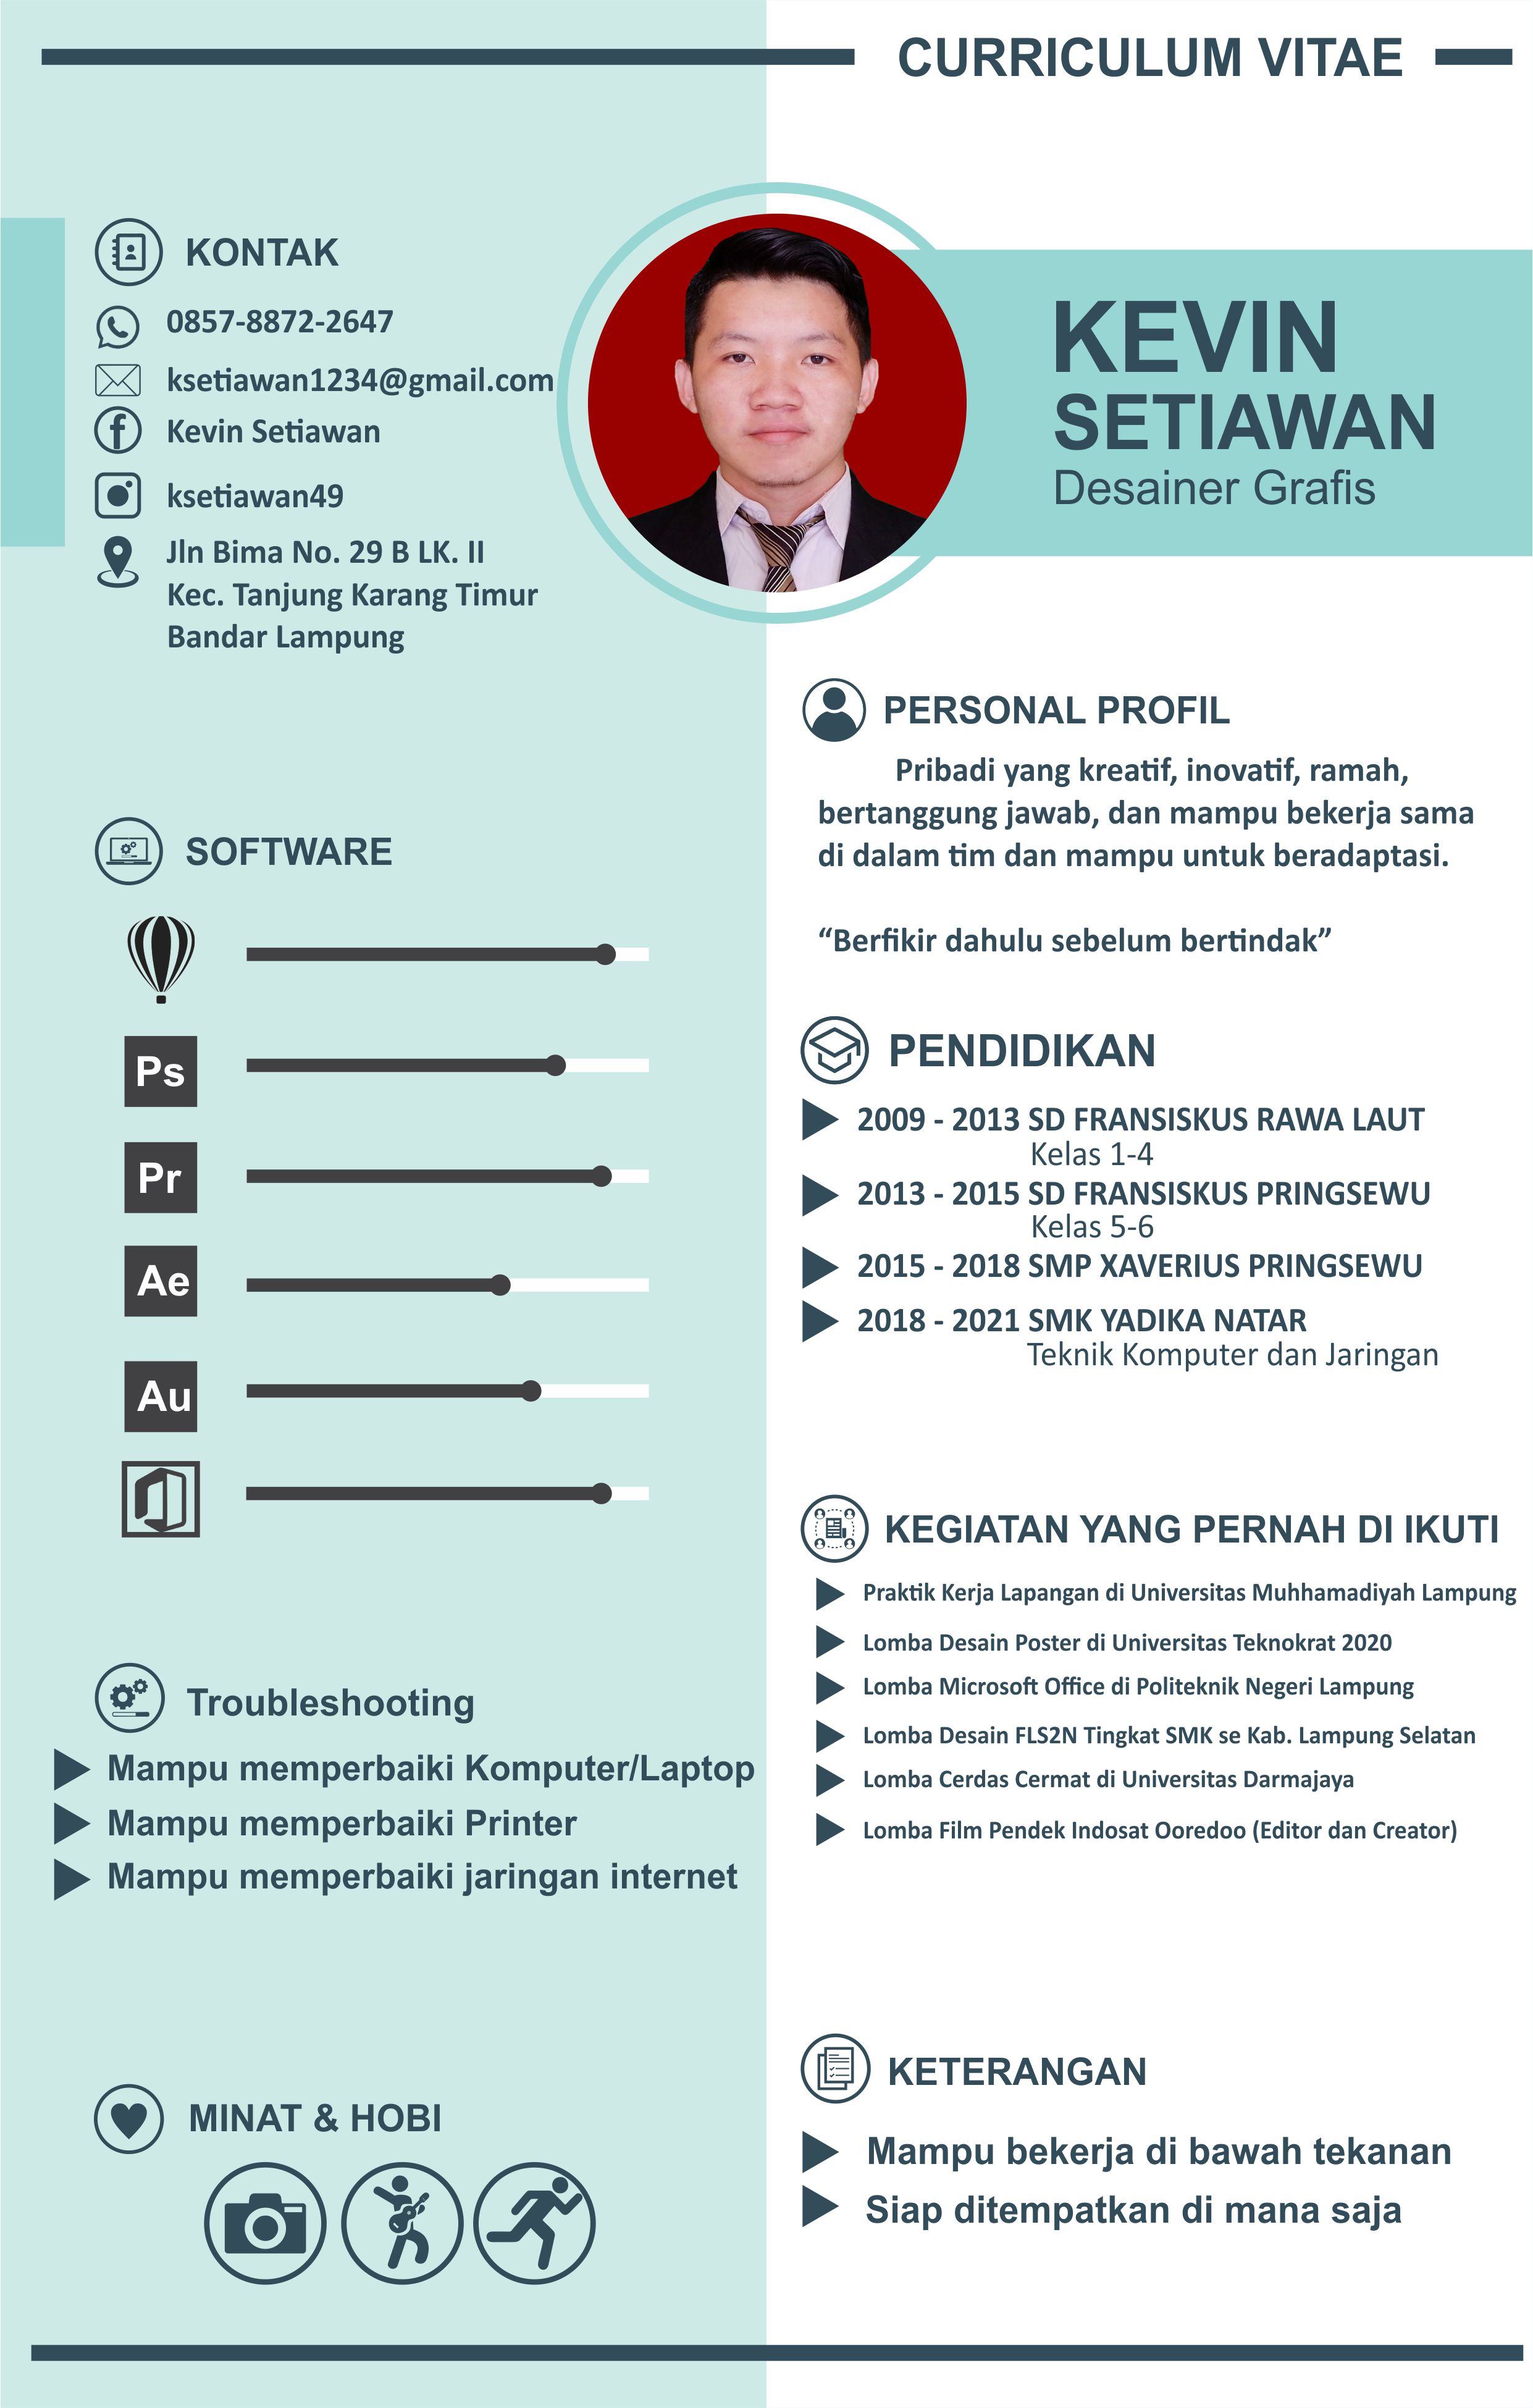 CURRICULUM VITAE
KONTAK
0857-8872-2647
ksetiawan1234@gmail.com
Kevin Setiawan
ksetiawan49
Jln Bima No. 29 B LK. II
Kec. Tanjung Karang Timur
Bandar Lampung
KEVIN
SETIAWAN
Desainer Grafis
SOFTWARE
Ps
Pr
Ae
Au
Troubleshooting
Mampu memperbaiki Komputer/Laptop
Mampu memperbaiki Printer
Mampu memperbaiki jaringan internet
MINAT & HOBI
PERSONAL PROFIL
Pribadi yang kreatif, inovatif, ramah,
bertanggung jawab, dan mampu bekerja sama
di dalam tim dan mampu untuk beradaptasi.
“Berfikir dahulu sebelum bertindak”
PENDIDIKAN
2009 - 2013 SD FRANSISKUS RAWA LAUT
Kelas 1-4
2013 - 2015 SD FRANSISKUS PRINGSEWU
Kelas 5-6
2015 - 2018 SMP XAVERIUS PRINGSEWU
2018 - 2021 SMK YADIKA NATAR
Teknik Komputer dan Jaringan
KEGIATAN YANG PERNAH DI IKUTI
Praktik Kerja Lapangan di Universitas Muhhamadiyah Lampung
Lomba Desain Poster di Universitas Teknokrat 2020
Lomba Microsoft Office di Politeknik Negeri Lampung
Lomba Desain FLS2N Tingkat SMK se Kab. Lampung Selatan
Lomba Cerdas Cermat di Universitas Darmajaya
Lomba Film Pendek Indosat Ooredoo (Editor dan Creator)
KETERANGAN
Mampu bekerja di bawah tekanan
Siap ditempatkan di mana saja